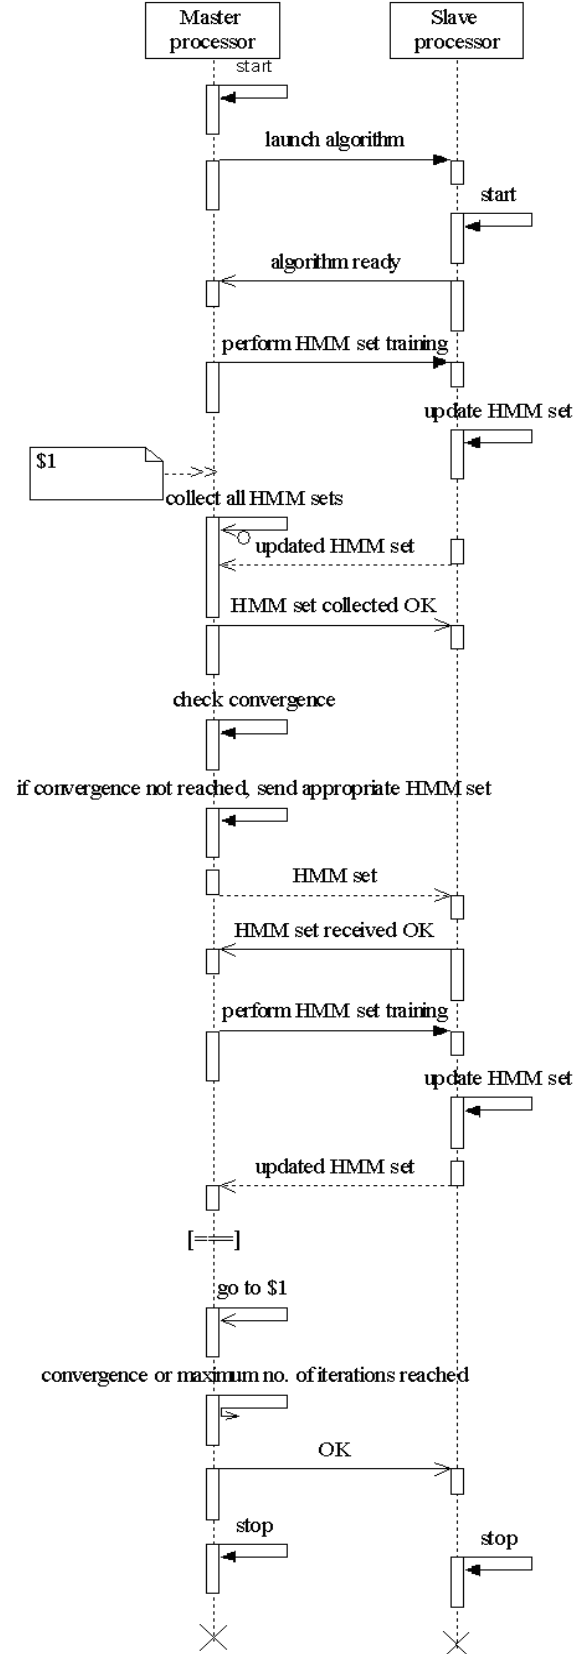 Master
processor
Slave
processor
start
launch algorithm
start
algorithm ready
perform HMM set training
update HMM set
$1
collect all HMM sets
updated HMM set
HMM set collected OK
check convergence
if convergence not reached, send appropriate HMM set
HMM set
HMM set received OK
perform HMM set training
update HMM set
updated HMM set
[===]
go to $1
convergence or maximum no. of iterations reached
OK
stop
stop